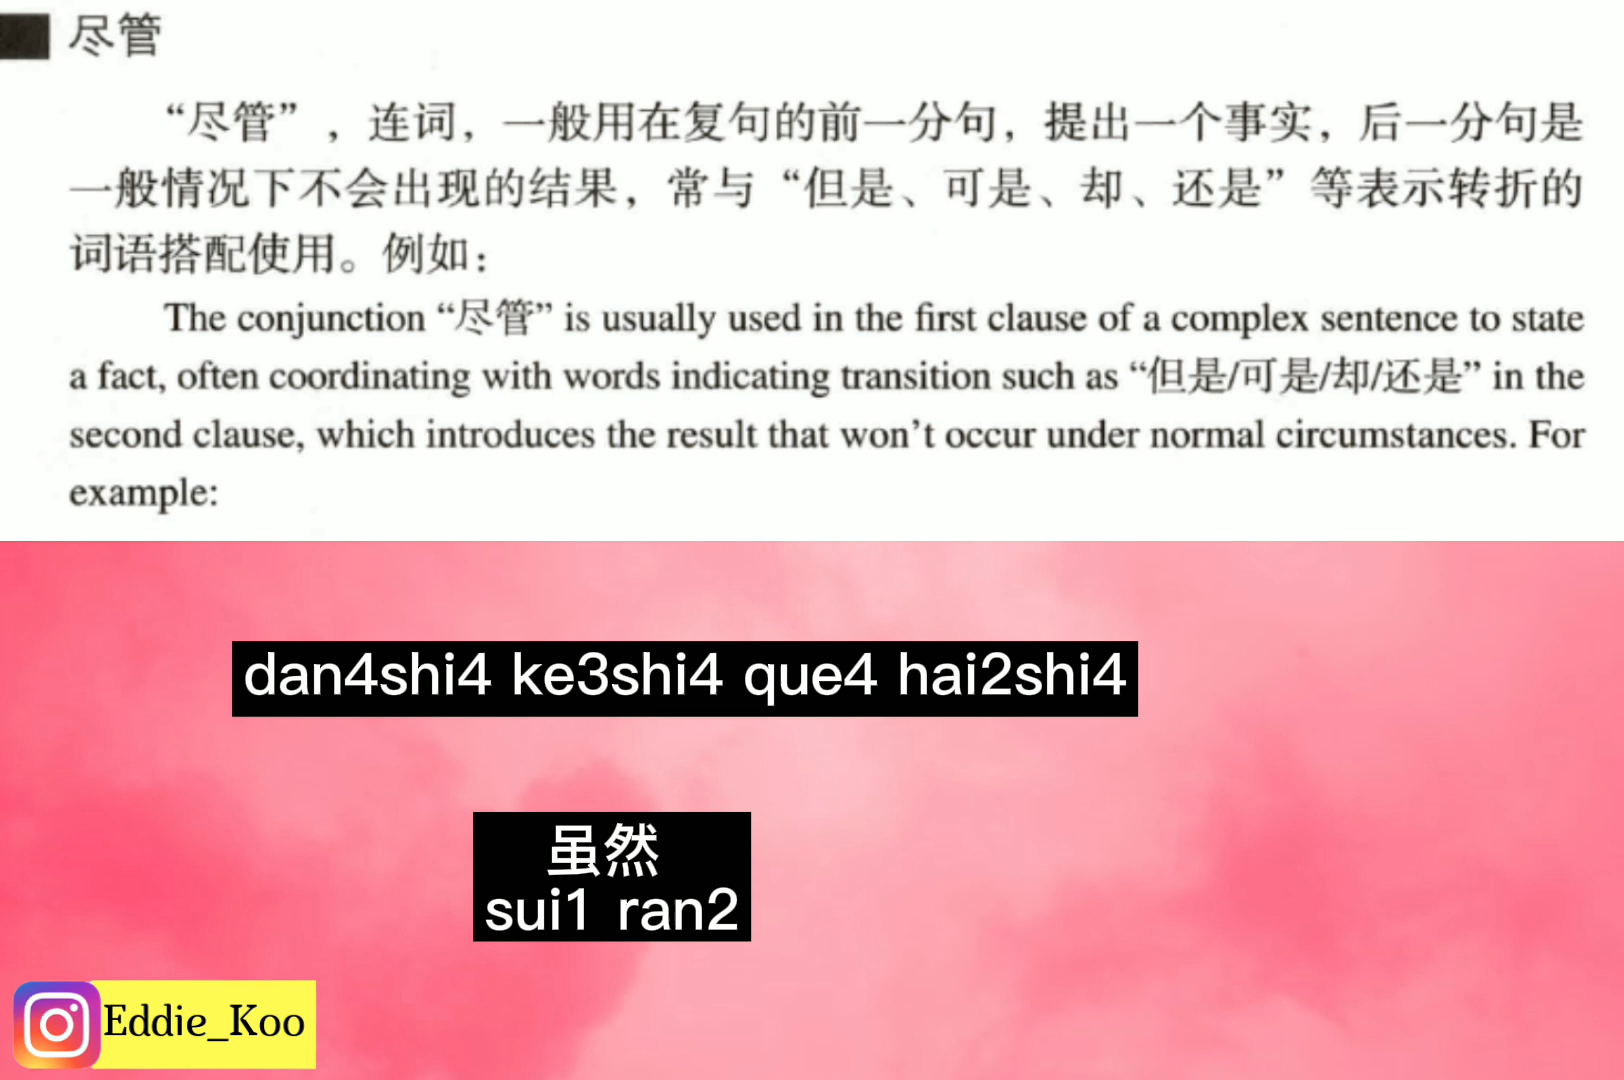 尽管
“尽管”，连词，一般用在复句的前一分句，提出一个事实，后一分句是
一般情况下不会出现的结果，常与“但是、可是、却、还是”等表示转折的
词语搭配使用。例如：
The conjunction “尽管” is usually used in the first clause of a complex sentence to state
a fact, often coordinating with words indicating transition such as “但是/可是/却/还是” in the
second clause, which introduces the result that won’t occur under normal circumstances. For
example:
dan4shi4 ke3shi4 que4 hai2shi4
虽然
sui1 ran2
Eddie_Koo